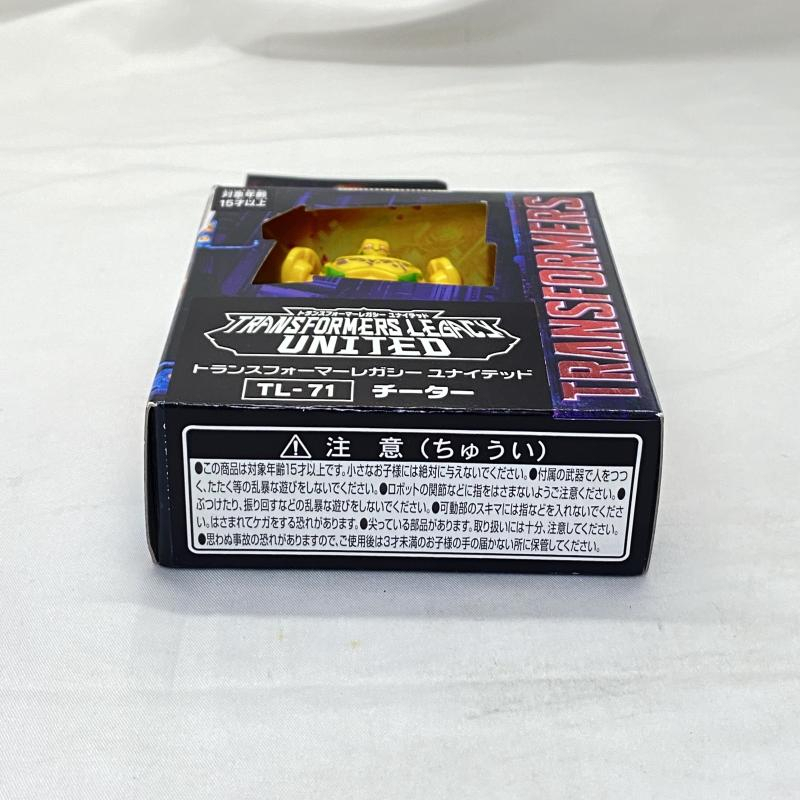 対象年齢
15才以上
TRANSFORMERS
トランスフォーマーレガシー ユナイテッド
TRANSFORMERS LEGACY
UNITED
トランスフォーマーレガシー ユナイテッド
TL-71 チーター
注 意(ちゅうい)
●この商品は対象年齢15才以上です。小さなお子様には絶対に与えないでください。●付属の武器で人をつつ
く、たたく等の乱暴な遊びをしないでください。●ロボットの関節などに指をはさまないようご注意ください。●
ぶつけたり、振り回すなどの乱暴な遊びをしないでください。●可動部のスキマには指などを入れないでくださ
い。はさまれてケガをする恐れがあります。●尖っている部品があります。取り扱いには十分、注意してください。
●思わぬ事故の恐れがありますので、ご使用後は3才未満のお子様の手の届かない所に保管してください。